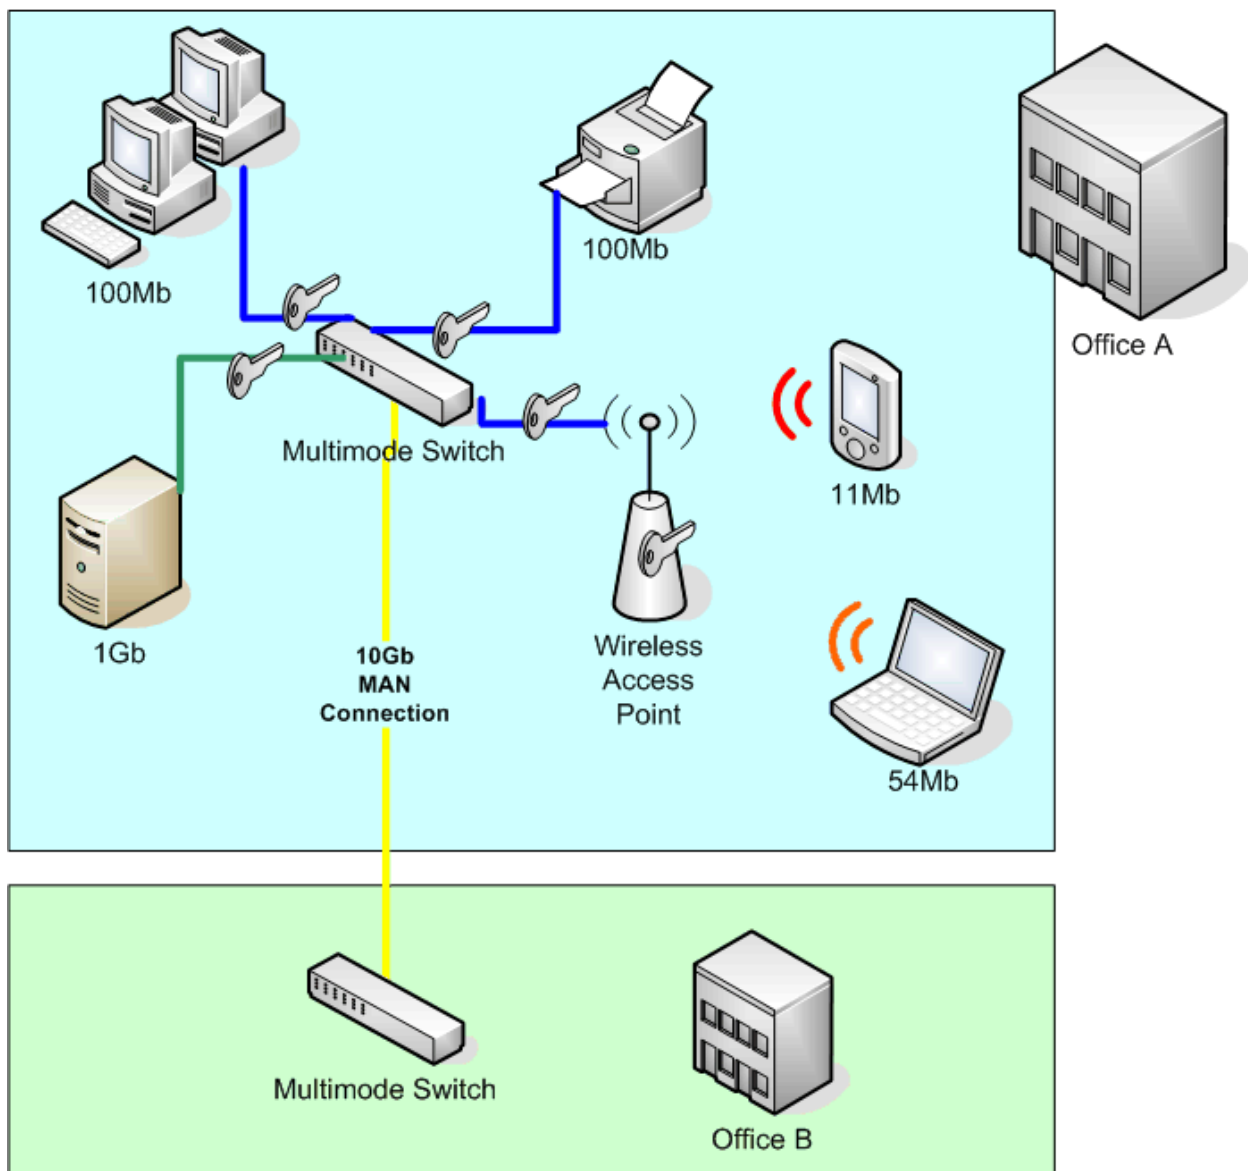 100Mb
100Mb
Office A
Multimode Switch
11Mb
1Gb
10Gb
MAN
Connection
Wireless
Access
Point
54Mb
Multimode Switch
Office B